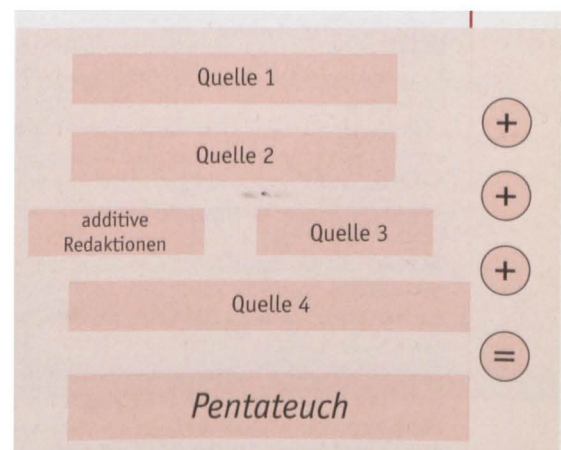 Quelle 1
+
Quelle 2
+
additive
Redaktionen
Quelle 3
+
Quelle 4
=
Pentateuch